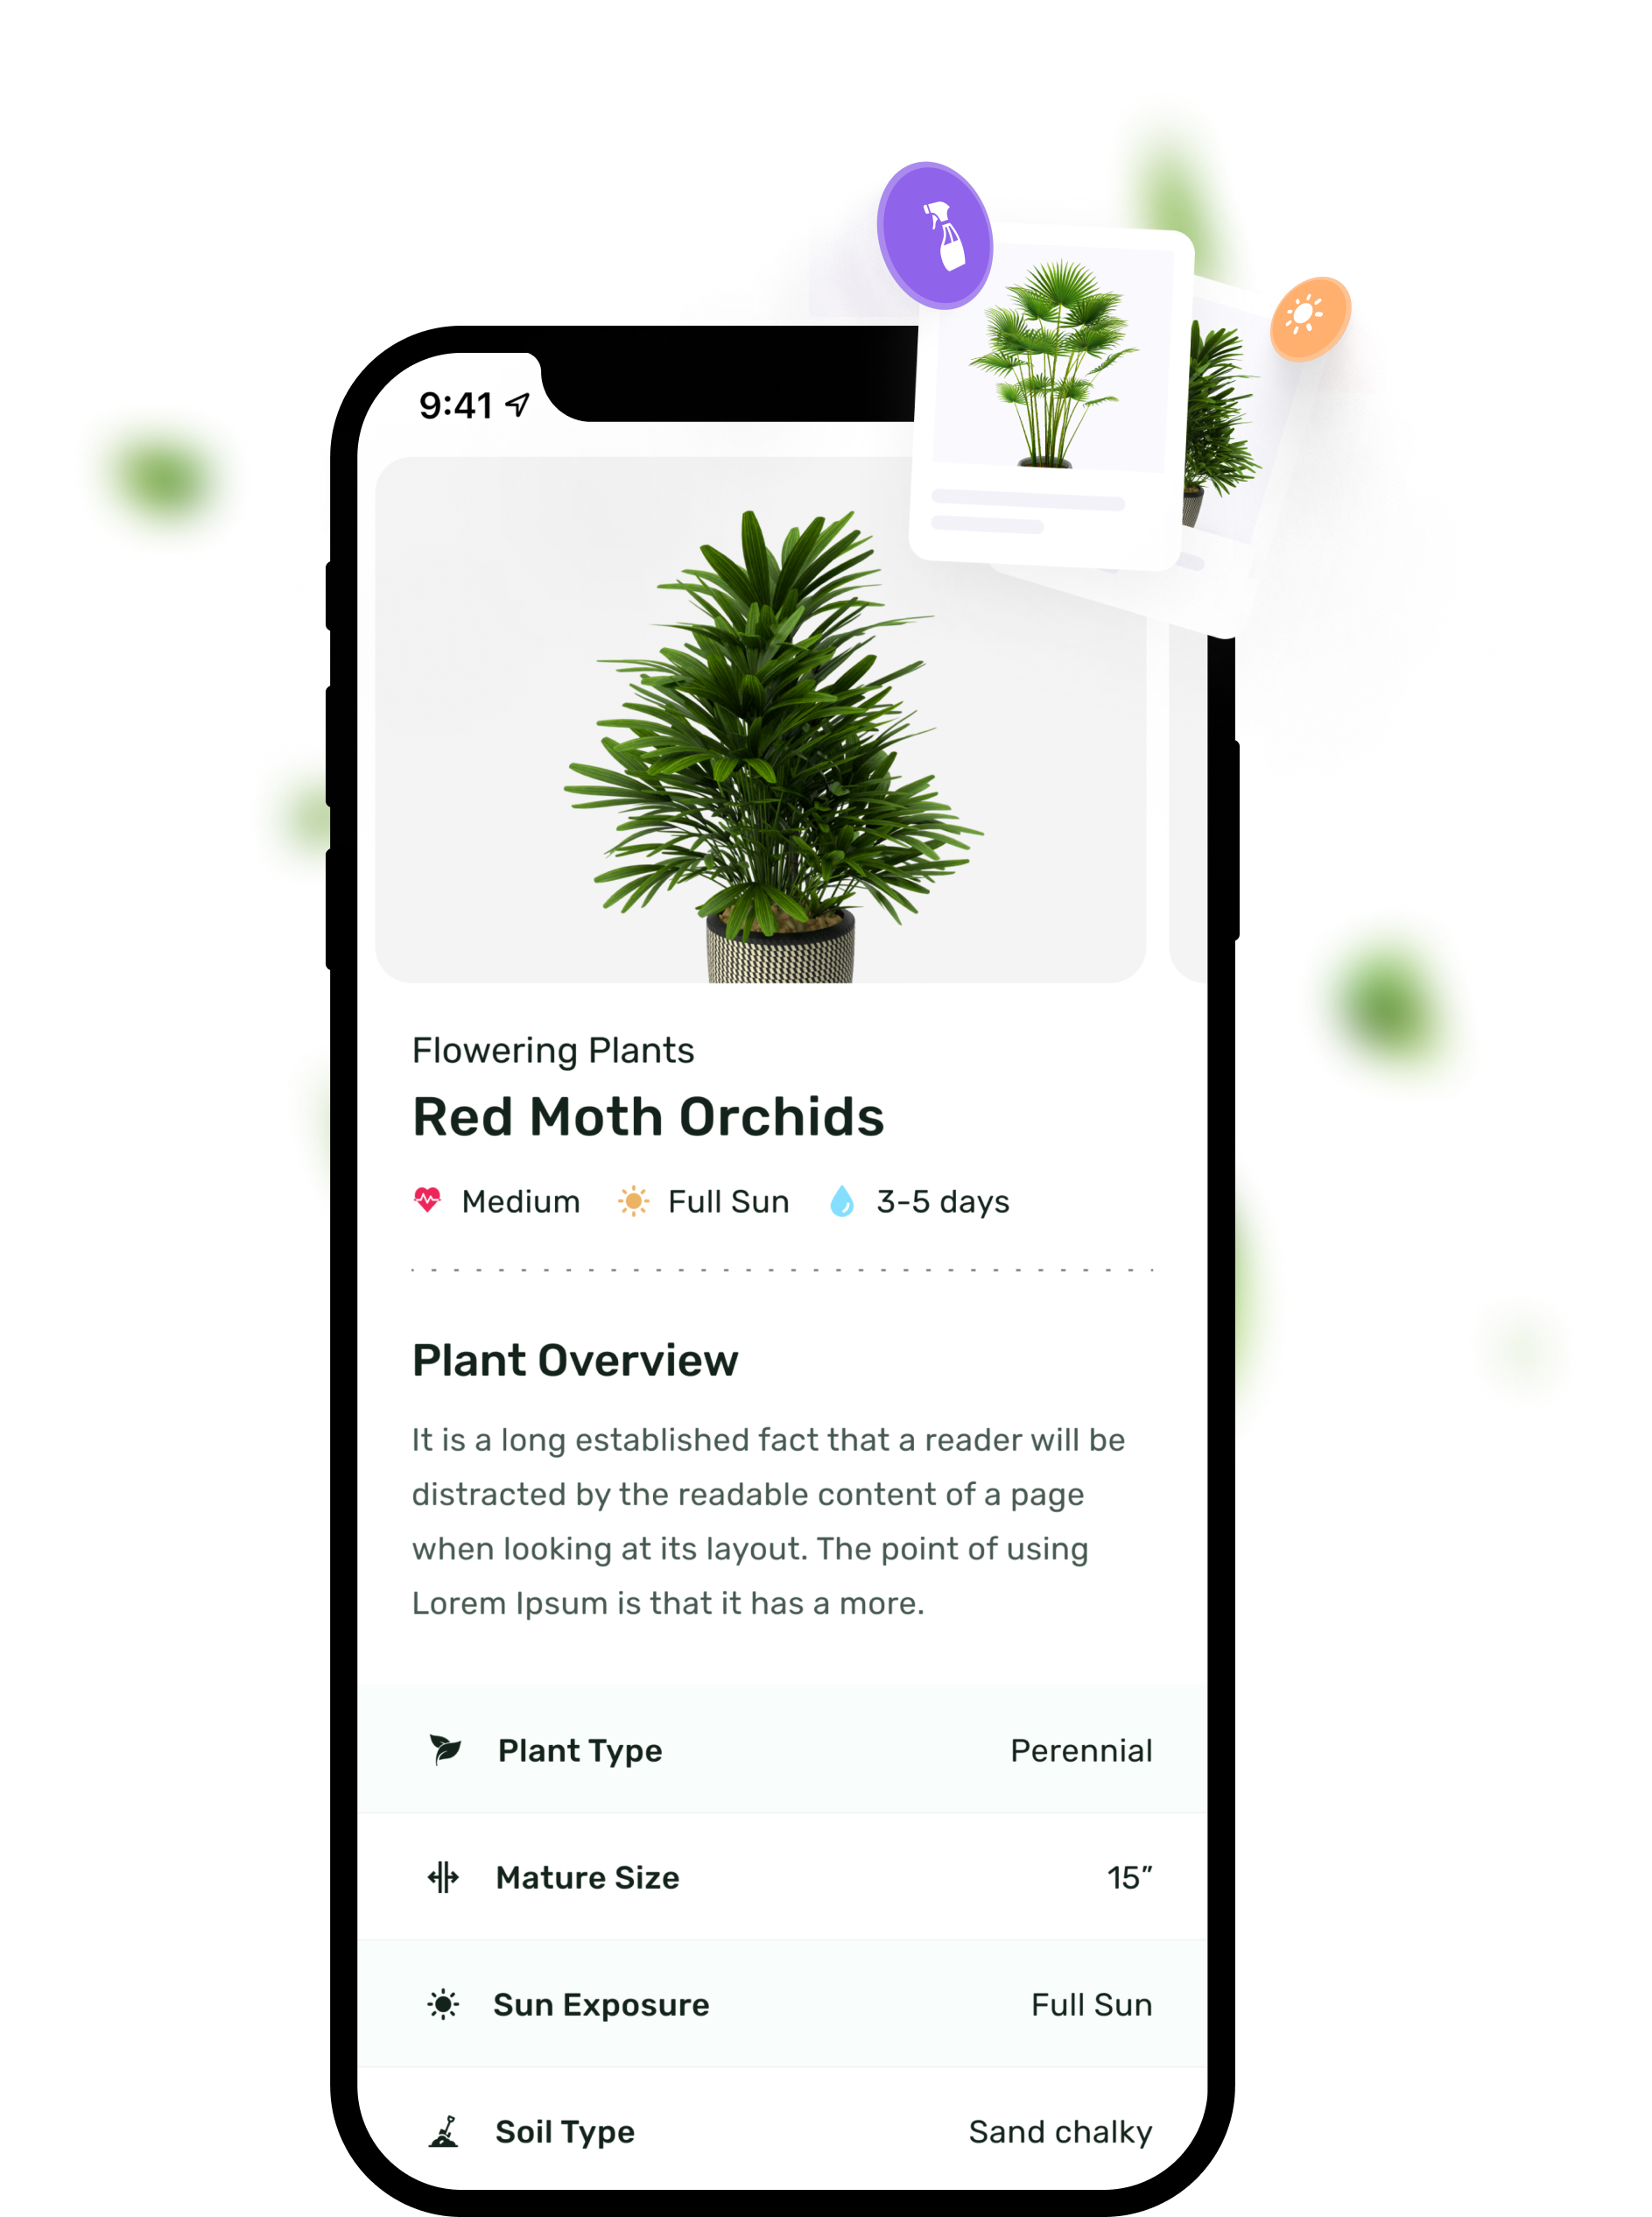 9:41
Flowering Plants
Red Moth Orchids
Medium Full Sun 3-5 days
Plant Overview
It is a long established fact that a reader will be
distracted by the readable content of a page
when looking at its layout. The point of using
Lorem Ipsum is that it has a more.
Plant Type Perennial
Mature Size 15”
Sun Exposure Full Sun
Soil Type Sand chalky